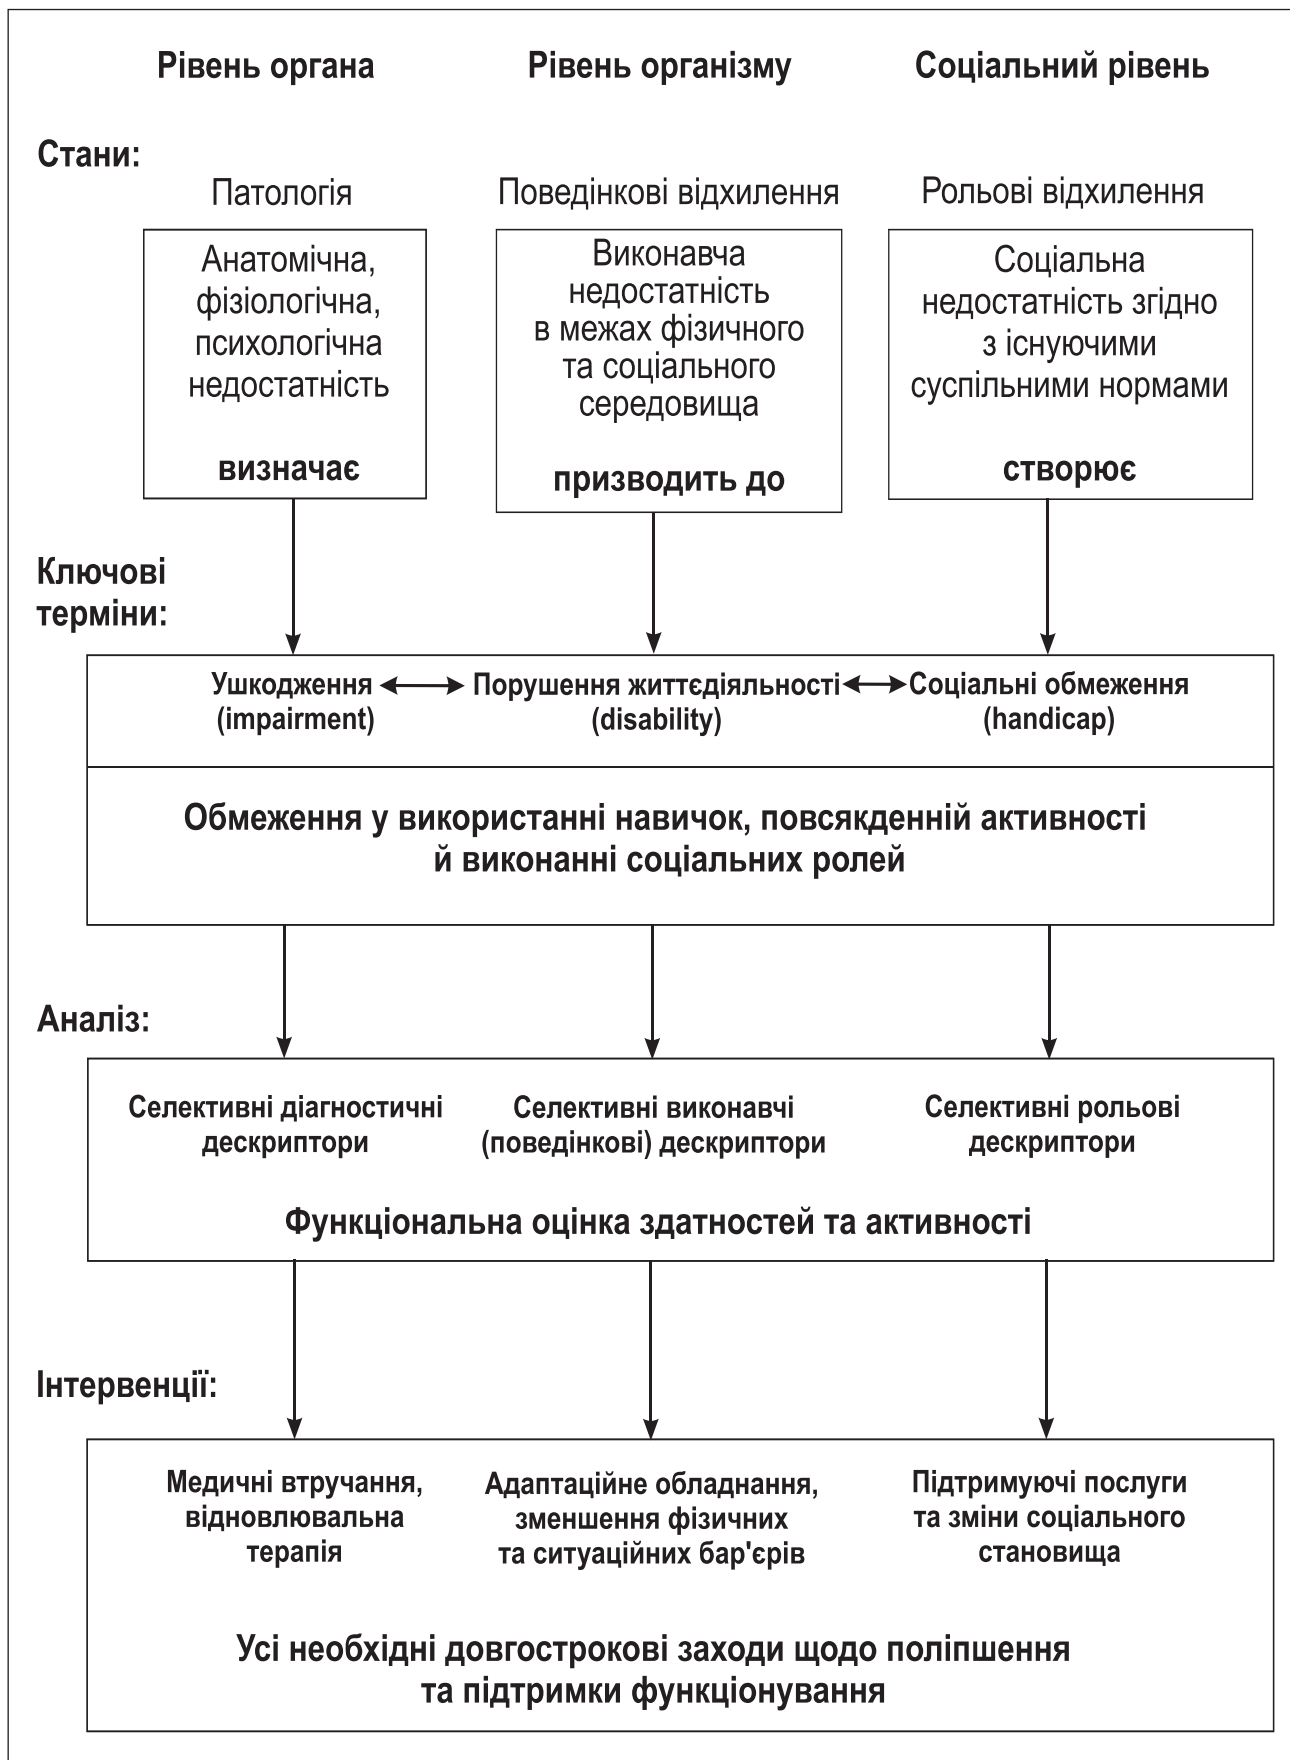 Рівень органа
Рівень організму
Соціальний рівень
Стани:
Патологія
Поведінкові відхилення
Рольові відхилення
Анатомічна,
фізіологічна,
психологічна
недостатність
визначає
Виконавча
недостатність
в межах фізичного
та соціального
середовища
призводить до
Соціальна
недостатність згідно
з існуючими
суспільними нормами
створює
Ключові
терміни:
Ушкодження
(impairment)
Порушення життєдіяльності
(disability)
Соціальні обмеження
(handicap)
Обмеження у використанні навичок, повсякденній активності
й виконанні соціальних ролей
Аналіз:
Селективні діагностичні
дескриптори
Селективні виконавчі
(поведінкові) дескриптори
Селективні рольові
дескриптори
Функціональна оцінка здатностей та активності
Інтервенції:
Медичні втручання,
відновлювальна
терапія
Адаптаційне обладнання,
зменшення фізичних
та ситуаційних бар'єрів
Підтримуючі послуги
та зміни соціального
становища
Усі необхідні довгострокові заходи щодо поліпшення
та підтримки функціонування